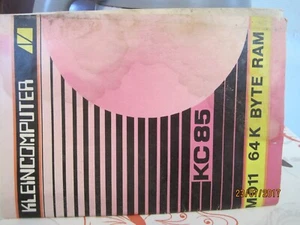 KLEINCOMPUTER
KC 85
M 011 64 K BYTE RAM